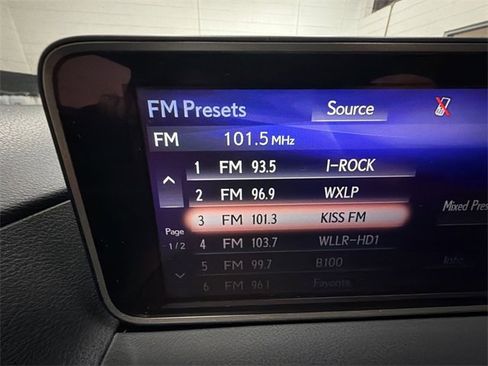 FM Presets Source
FM 101.5 MHz
1 FM 93.5 I-ROCK
2 FM 96.9 WXLP
3 FM 101.3 KISS FM
Mixed Pres
Page
1/2
4 FM 103.7 WLLR-HD1
5 FM 99.7 B100
6 FM 96.1